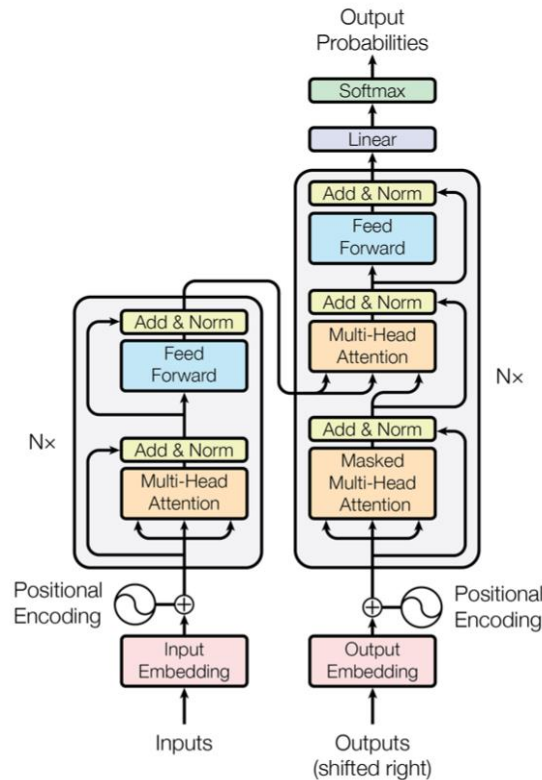 Output
Probabilities
Softmax
Linear
Add & Norm
Feed
Forward
Add & Norm
Multi-Head
Attention
N×
Add & Norm
Masked
Multi-Head
Attention
Add & Norm
Feed
Forward
N×
Add & Norm
Multi-Head
Attention
Positional
Encoding
Positional
Encoding
Input
Embedding
Output
Embedding
Inputs
Outputs
(shifted right)